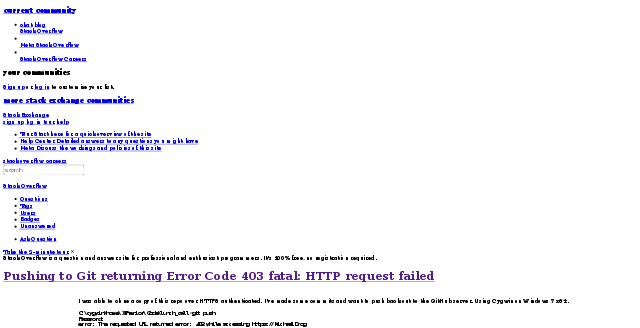 current community
chat blog
Stack Overflow
Meta Stack Overflow
Stack Overflow Careers
your communities
Sign up or log in to customize your list.
more stack exchange communities
Stack Exchange
sign up log in tour help
Tour Start here for a quick overview of the site
Help Center Detailed answers to any questions you might have
Meta Discuss the workings and policies of this site
stack overflow careers
search
Stack Overflow
Questions
Tags
Users
Badges
Unanswered
Ask Question
Take the 2-minute tour ×
Stack Overflow is a question and answer site for professional and enthusiast programmers. It's 100% free, no registration required.
Pushing to Git returning Error Code 403 fatal: HTTP request failed
I was able to clone a copy of this repo over HTTPS authenticated. I've made some commits and want to push back out to the GitHub server. Using Cygwin on Windows 7 x64.
git push
Password:
error: The requested URL returned error: 403 while accessing https://